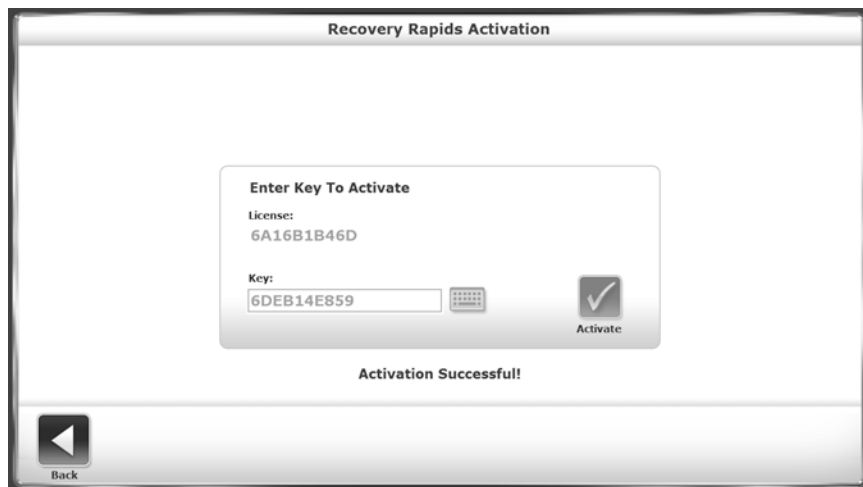 Recovery Rapids Activation
Enter Key To Activate
License:
6A16B1B46D
Key:
6DEB14E859
Activate
Activation Successful!
Back